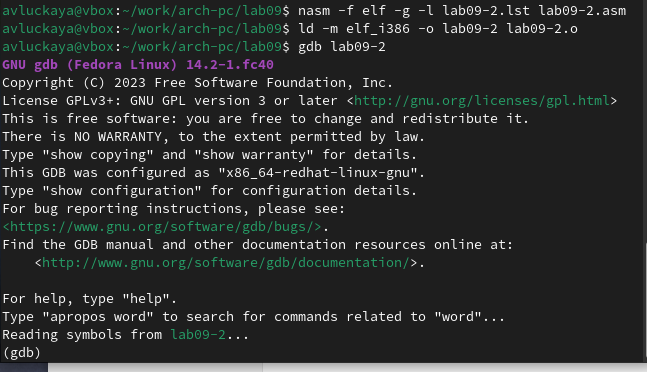 avluckaya@vbox:~/work/arch-pc/lab09$ nasm -f elf -g -l lab09-2.lst lab09-2.asm
avluckaya@vbox:~/work/arch-pc/lab09$ ld -m elf_i386 -o lab09-2 lab09-2.o
avluckaya@vbox:~/work/arch-pc/lab09$ gdb lab09-2
GNU gdb (Fedora Linux) 14.2-1.fc40
Copyright (C) 2023 Free Software Foundation, Inc.
License GPLv3+: GNU GPL version 3 or later <http://gnu.org/licenses/gpl.html>
This is free software: you are free to change and redistribute it.
There is NO WARRANTY, to the extent permitted by law.
Type "show copying" and "show warranty" for details.
This GDB was configured as "x86_64-redhat-linux-gnu".
Type "show configuration" for configuration details.
For bug reporting instructions, please see:
<https://www.gnu.org/software/gdb/bugs/>.
Find the GDB manual and other documentation resources online at:
    <http://www.gnu.org/software/gdb/documentation/>.

For help, type "help".
Type "apropos word" to search for commands related to "word"...
Reading symbols from lab09-2...
(gdb)